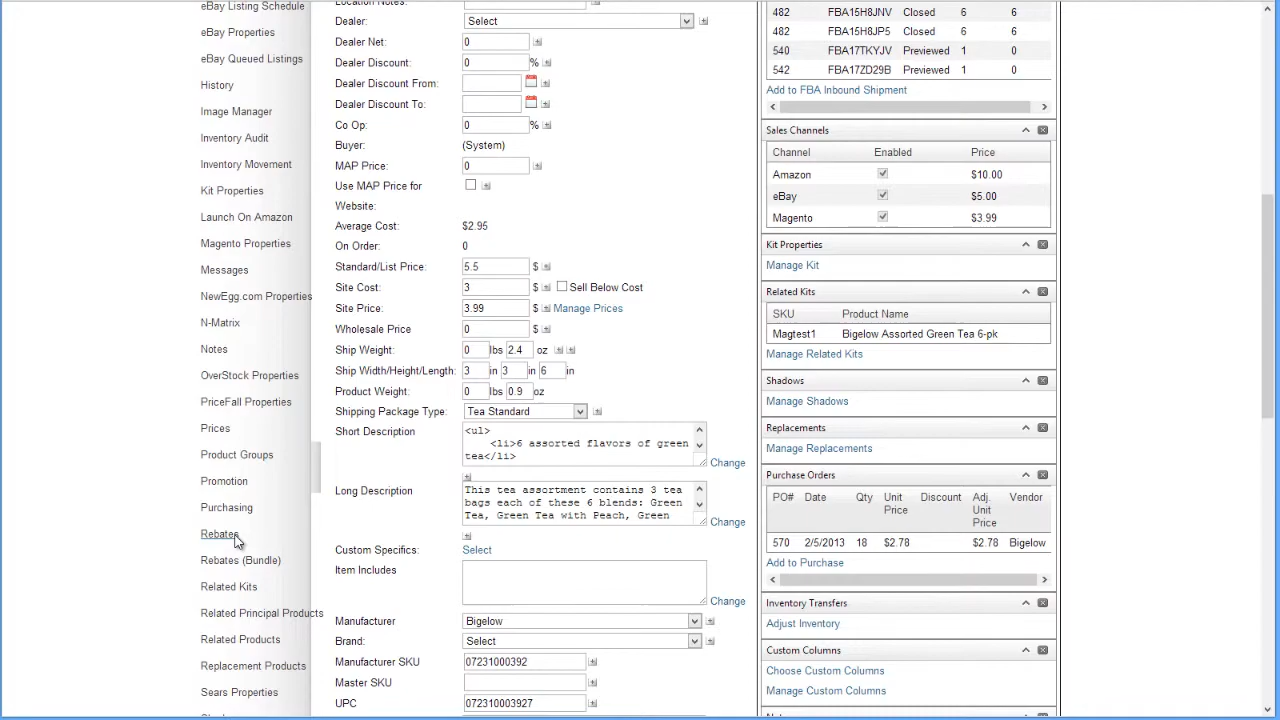 eBay Listing Schedule
eBay Properties
eBay Queued Listings
History
Image Manager
Inventory Audit
Inventory Movement
Kit Properties
Launch On Amazon
Magento Properties
Messages
NewEgg.com Properties
N-Matrix
Notes
OverStock Properties
PriceFall Properties
Prices
Product Groups
Promotion
Purchasing
Rebates
Rebates (Bundle)
Related Kits
Related Principal Products
Related Products
Replacement Products
Sears Properties
Location Notes:
Dealer: Select
Dealer Net: 0
Dealer Discount: 0 %
Dealer Discount From:
Dealer Discount To:
Co Op: 0 %
Buyer: (System)
MAP Price: 0
Use MAP Price for
Website:
Average Cost: $2.95
On Order: 0
Standard/List Price: 5.5 $
Site Cost: 3 $ Sell Below Cost
Site Price: 3.99 $ Manage Prices
Wholesale Price 0 $
Ship Weight: 0 lbs 2.4 oz
Ship Width/Height/Length: 3 in 3 in 6 in
Product Weight: 0 lbs 0.9 oz
Shipping Package Type: Tea Standard
Short Description <ul>
<li>6 assorted flavors of green
tea</li>
Change
Long Description This tea assortment contains 3 tea
bags each of these 6 blends: Green
Tea, Green Tea with Peach, Green
Change
Custom Specifics: Select
Item Includes
Change
Manufacturer Bigelow
Brand: Select
Manufacturer SKU 07231000392
Master SKU
UPC 072310003927
482 FBA15H8JNV Closed 6 6
482 FBA15H8JP5 Closed 6 6
540 FBA17TKYJV Previewed 1 0
542 FBA17ZD29B Previewed 1 0
Add to FBA Inbound Shipment
Sales Channels
Channel Enabled Price
Amazon $10.00
eBay $5.00
Magento $3.99
Kit Properties
Manage Kit
Related Kits
SKU Product Name
Magtest1 Bigelow Assorted Green Tea 6-pk
Manage Related Kits
Shadows
Manage Shadows
Replacements
Manage Replacements
Purchase Orders
PO# Date Qty Unit Price Discount Adj. Unit Price Vendor
570 2/5/2013 18 $2.78 $2.78 Bigelow
Add to Purchase
Inventory Transfers
Adjust Inventory
Custom Columns
Choose Custom Columns
Manage Custom Columns